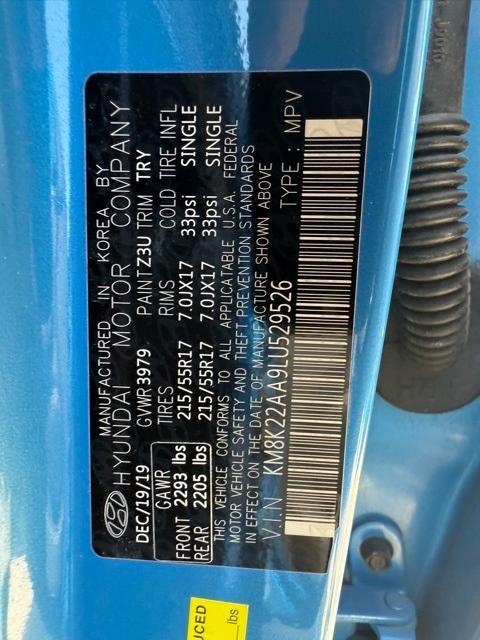 MANUFACTURED IN KOREA BY
HYUNDAI MOTOR COMPANY
DEC/19/19 GVWR 3979 PAINT Z3U TRIM TRY
GAWR TIRES RIMS COLD TIRE INFL
FRONT 2293 lbs 215/55R17 7.0JX17 33psi SINGLE
REAR 2205 lbs 215/55R17 7.0JX17 33psi SINGLE
THIS VEHICLE CONFORMS TO ALL APPLICATABLE U.S.A. FEDERAL
MOTOR VEHICLE SAFETY AND THEFT PREVENTION STANDARDS
IN EFFECT ON THE DATE OF MANUFACTURE SHOWN ABOVE
V.I.N KM8K22AA9LU529526 TYPE : MPV
UCED
lbs